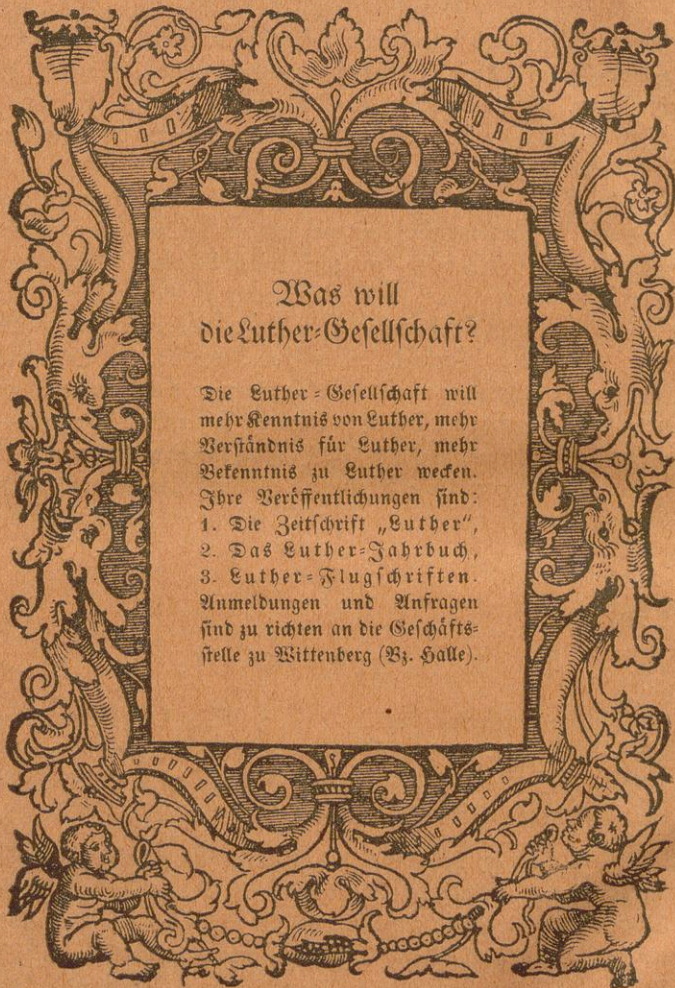 Was will
die Luther-Gesellschaft?
Die Luther-Gesellschaft will
mehr Kenntnis von Luther, mehr
Verständnis für Luther, mehr
Bekenntnis zu Luther wecken.
Ihre Veröffentlichungen sind:
1. Die Zeitschrift „Luther“,
2. Das Luther-Jahrbuch,
3. Luther-Flugschriften.
Anmeldungen und Anfragen
sind zu richten an die Geschäfts-
stelle zu Wittenberg (Bz. Halle).